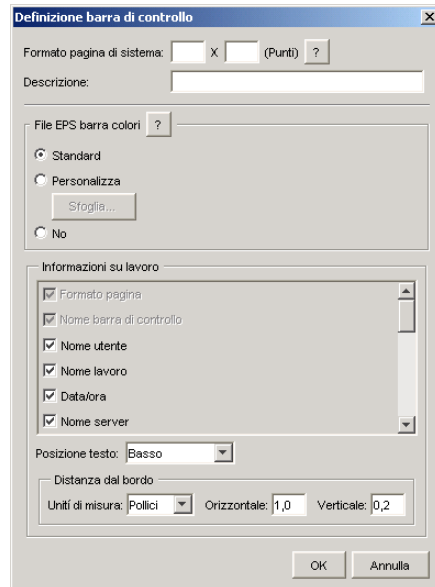 Definizione barra di controllo
Formato pagina di sistema: X (Punti) ?
Descrizione:
File EPS barra colori ?
Standard
Personalizza
Sfoglia...
No
Informazioni su lavoro
Formato pagina
Nome barra di controllo
Nome utente
Nome lavoro
Data/ora
Nome server
Posizione testo: Basso
Distanza dal bordo
Unití di misura: Pollici Orizzontale: 1,0 Verticale: 0,2
OK Annulla